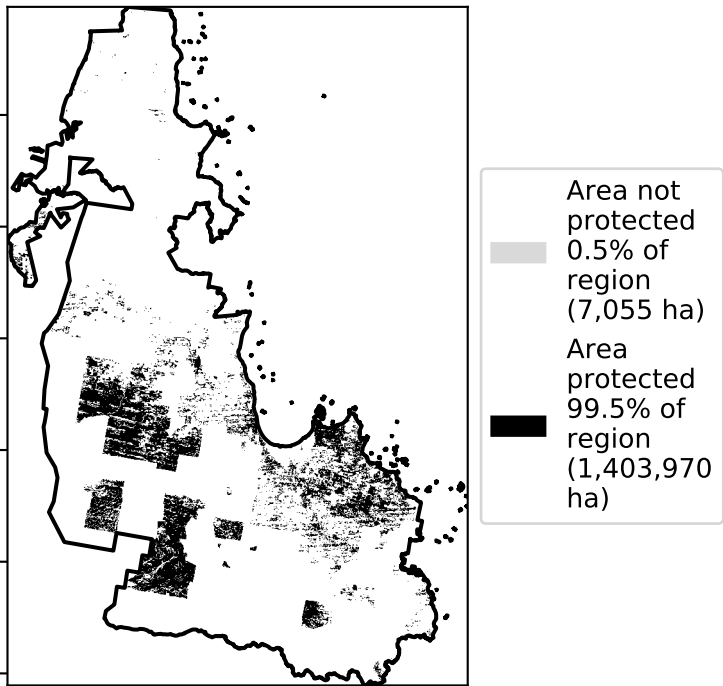 Area not
protected
0.5% of
region
(7,055 ha)
Area
protected
99.5% of
region
(1,403,970
ha)